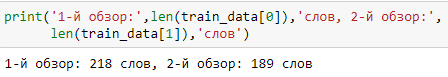 print('1-й обзор:',len(train_data[0]),'слов, 2-й обзор:',
len(train_data[1]),'слов')
1-й обзор: 218 слов, 2-й обзор: 189 слов